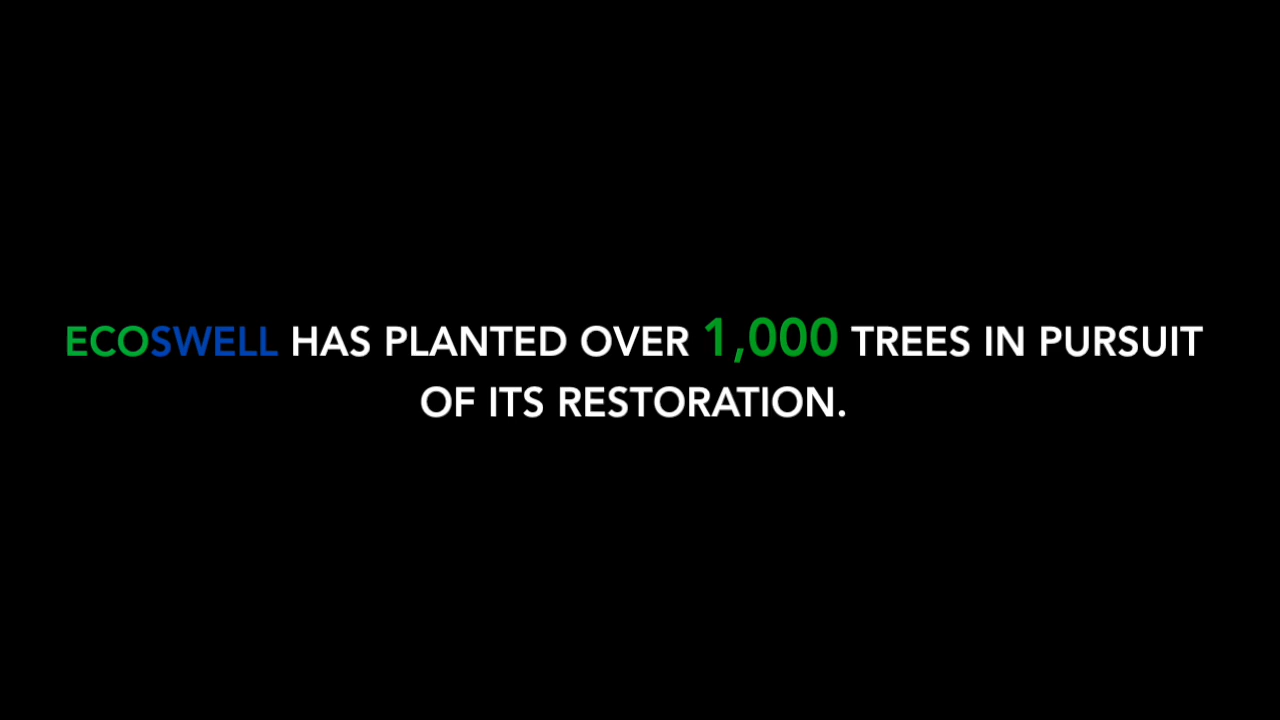 ECOSWELL HAS PLANTED OVER 1,000 TREES IN PURSUIT
OF ITS RESTORATION.